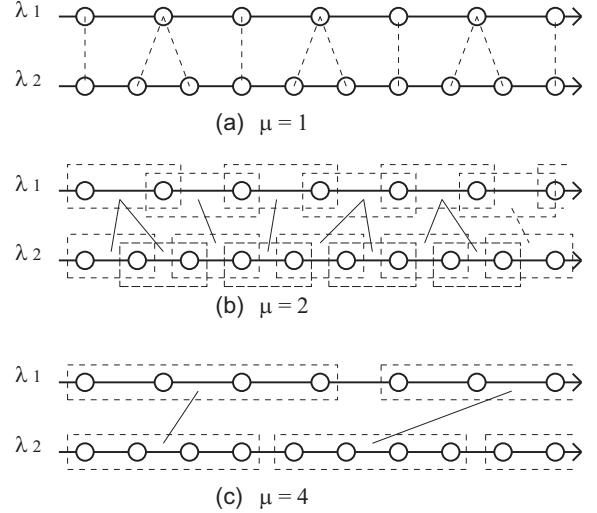 λ 1
λ 2
(a) μ = 1
λ 1
λ 2
(b) μ = 2
λ 1
λ 2
(c) μ = 4